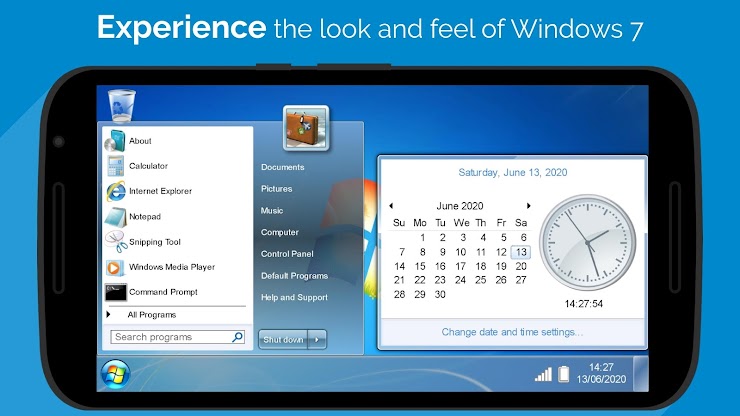 Experience the look and feel of Windows 7
About
Calculator
Internet Explorer
Notepad
Snipping Tool
Windows Media Player
Command Prompt
All Programs
Search programs
Documents
Pictures
Music
Computer
Control Panel
Default Programs
Help and Support
Shut down
Saturday, June 13, 2020
June 2020
Su Mo Tu We Th Fr Sa
1 2 3 4 5 6
7 8 9 10 11 12 13
14 15 16 17 18 19 20
21 22 23 24 25 26 27
28 29 30
14:27:54
Change date and time settings...
14:27
13/06/2020